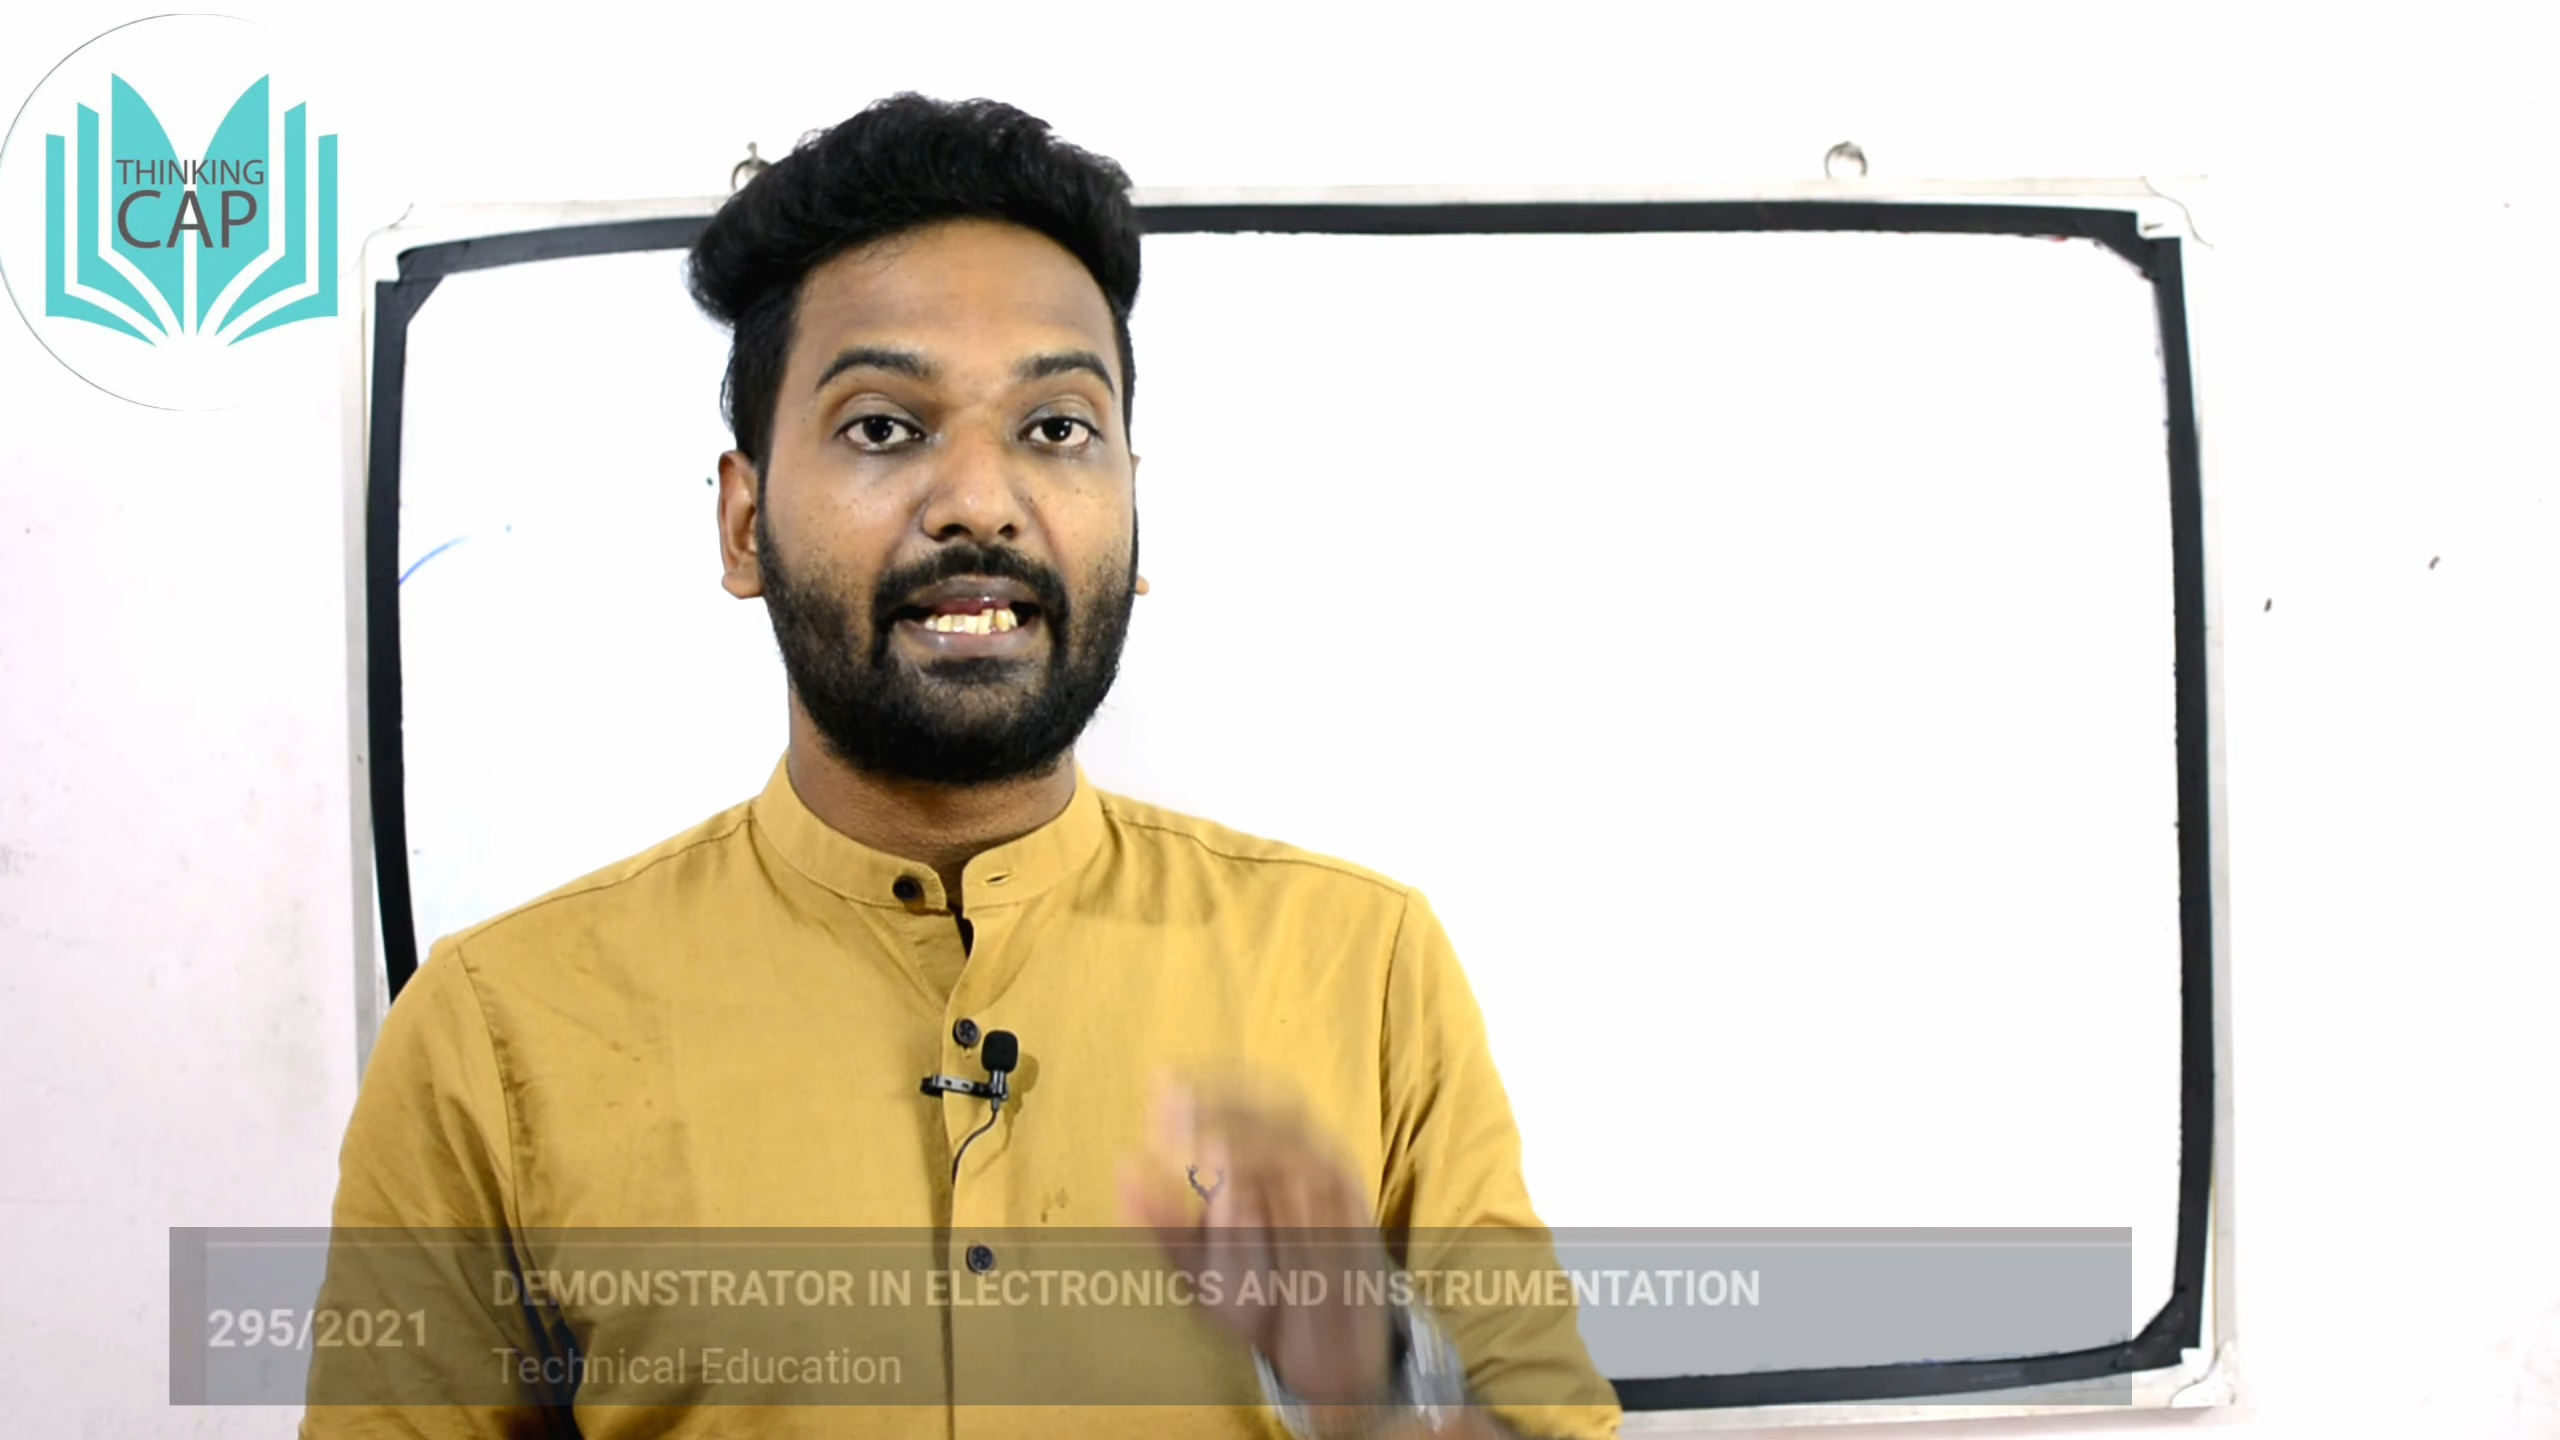 THINKING
CAP
DEMONSTRATOR IN ELECTRONICS AND INSTRUMENTATION
295/2021
Technical Education